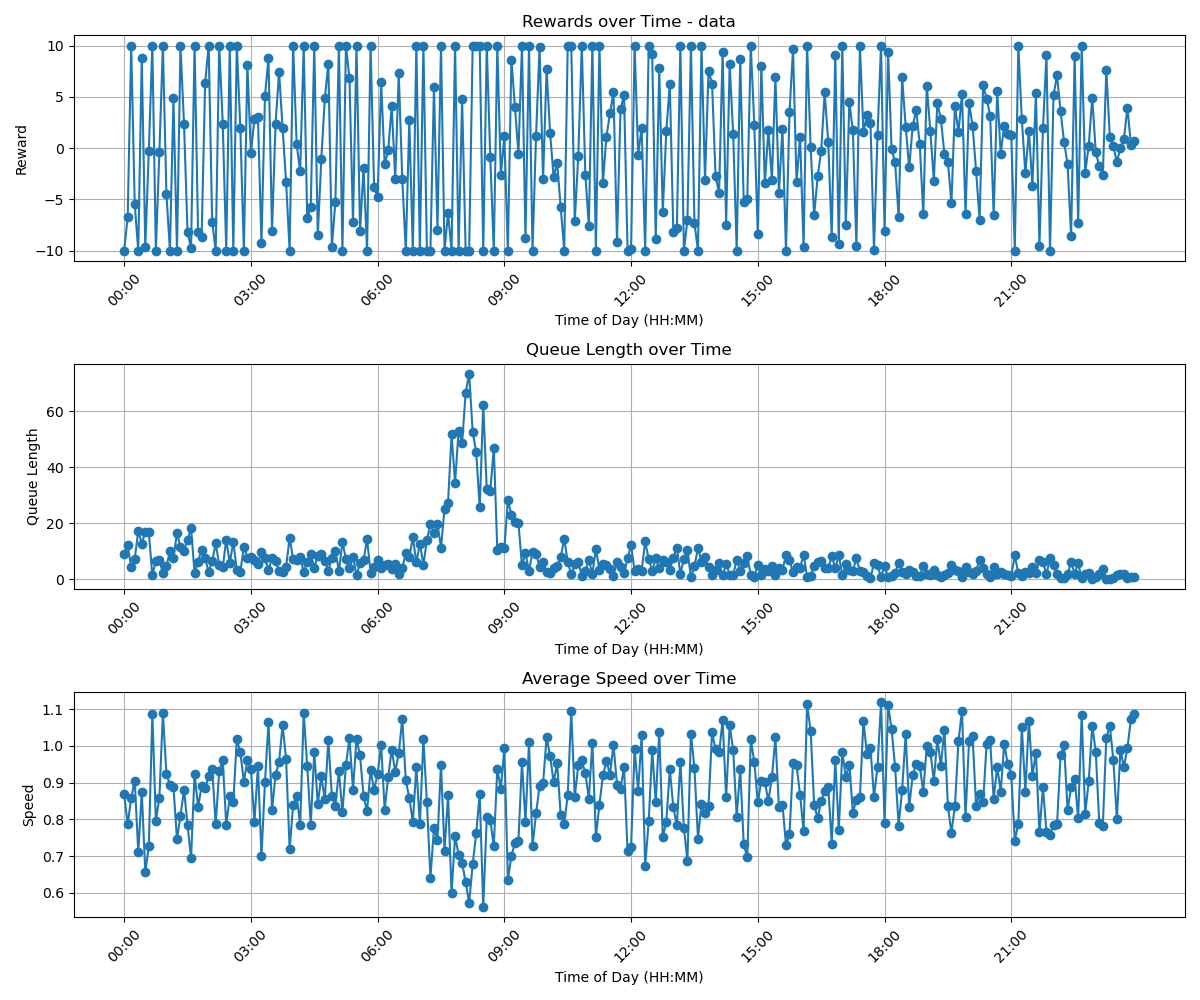 Rewards over Time - data
Reward
10
5
0
−5
−10
00:00 03:00 06:00 09:00 12:00 15:00 18:00 21:00
Time of Day (HH:MM)
Queue Length over Time
Queue Length
60
40
20
0
00:00 03:00 06:00 09:00 12:00 15:00 18:00 21:00
Time of Day (HH:MM)
Average Speed over Time
Speed
1.1
1.0
0.9
0.8
0.7
0.6
00:00 03:00 06:00 09:00 12:00 15:00 18:00 21:00
Time of Day (HH:MM)